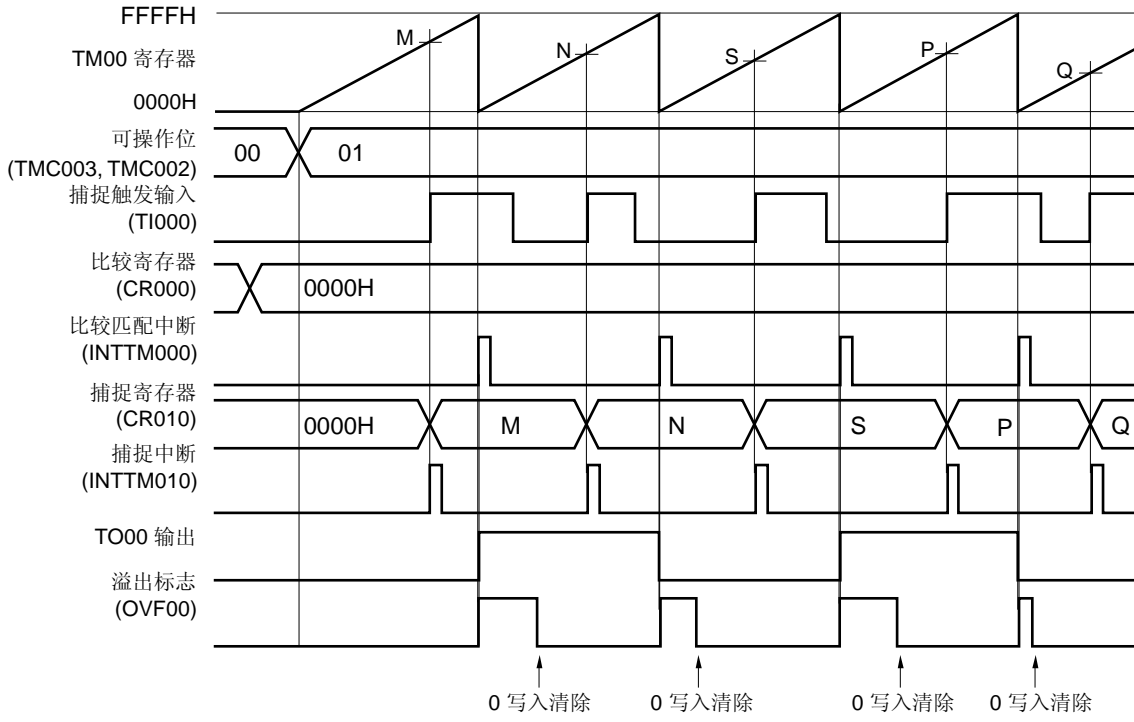 FFFFH
M
N
S
P
Q
TM00 寄存器
0000H
可操作位
(TMC003, TMC002)
00
01
捕捉触发输入
(TI000)
比较寄存器
(CR000)
0000H
比较匹配中断
(INTTM000)
捕捉寄存器
(CR010)
0000H
M
N
S
P
Q
捕捉中断
(INTTM010)
TO00 输出
溢出标志
(OVF00)
0 写入清除
0 写入清除
0 写入清除
0 写入清除